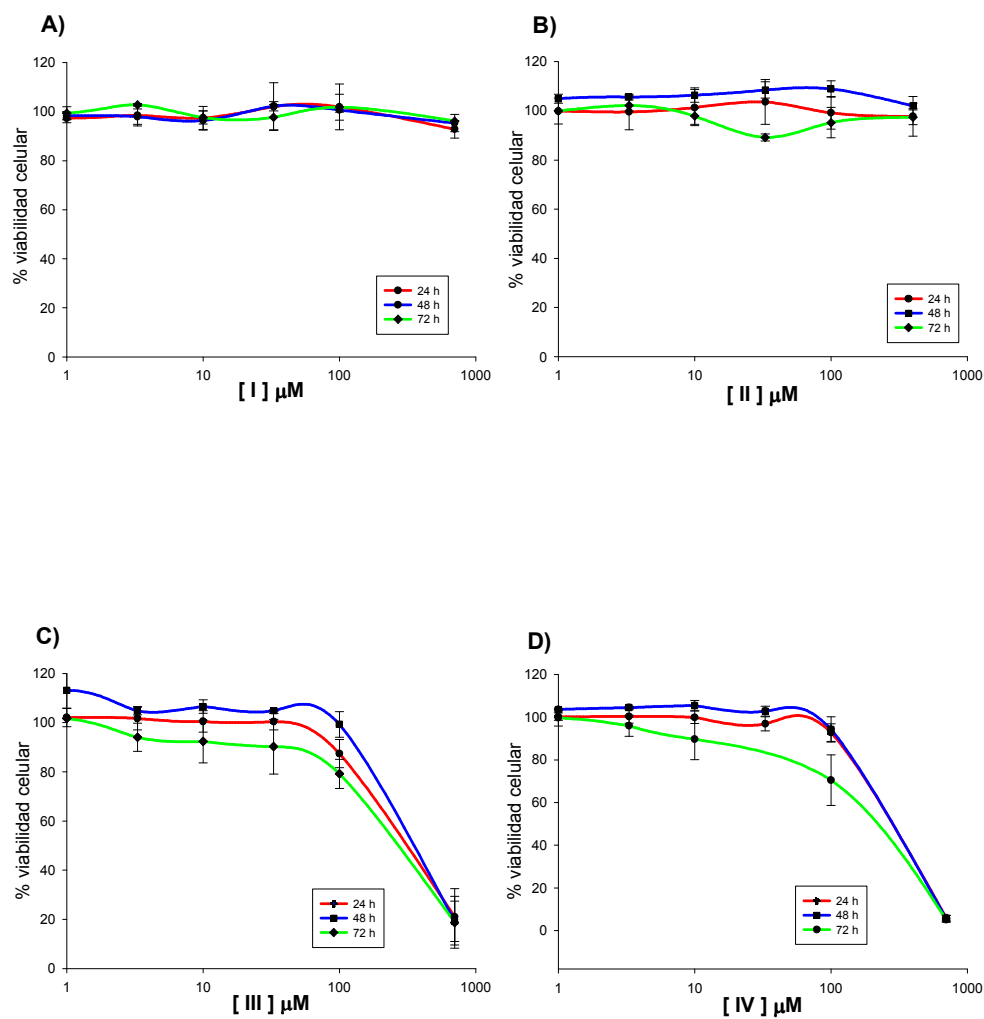 A)
120
100
80
60
40
20
0
% viabilidad celular
24 h
48 h
72 h
1
10
100
1000
[ I ] µM
B)
120
100
80
60
40
20
0
% viabilidad celular
24 h
48 h
72 h
1
10
100
1000
[ II ] µM
C)
120
100
80
60
40
20
0
% viabilidad celular
24 h
48 h
72 h
1
10
100
1000
[ III ] µM
D)
120
100
80
60
40
20
0
% viabilidad celular
24 h
48 h
72 h
1
10
100
1000
[ IV ] µM